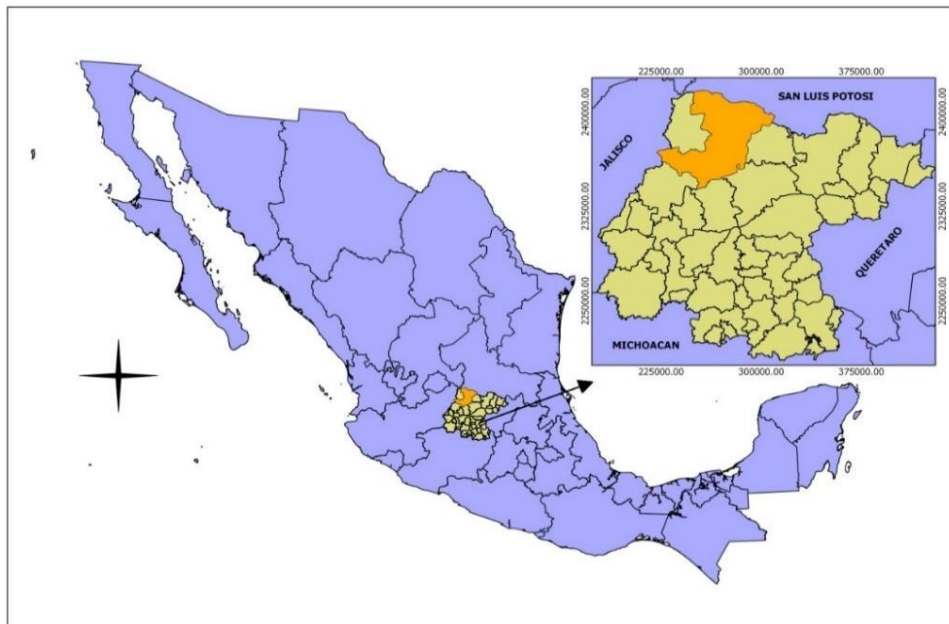 225000.00 300000.00 375000.00
2400000.00 2400000.00
SAN LUIS POTOSI
JALISCO
2325000.00 2325000.00
QUERETARO
2250000.00 2250000.00
MICHOACAN
225000.00 300000.00 375000.00